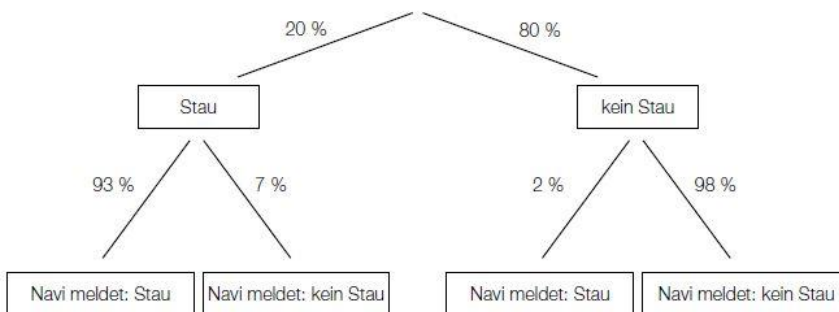 20 %
80 %
Stau
kein Stau
93 %
7 %
2 %
98 %
Navi meldet: Stau
Navi meldet: kein Stau
Navi meldet: Stau
Navi meldet: kein Stau